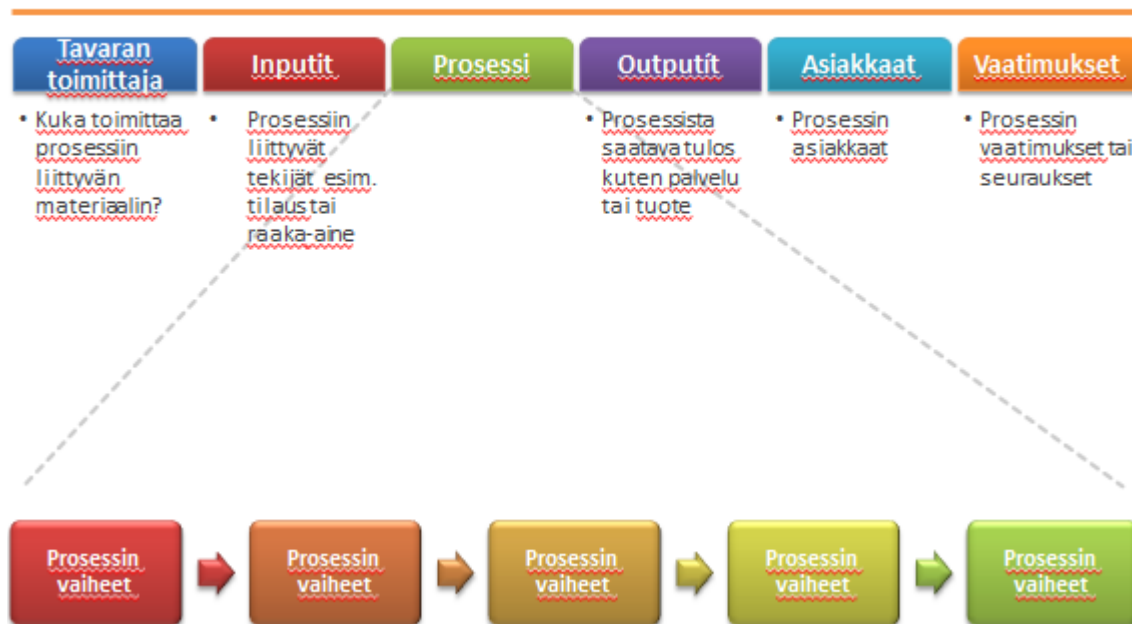 Tavaran
toimittaja
Inputit
Prosessi
Outputít
Asiakkaat
Vaatimukset
• Kuka toimittaa
prosessiin
liittyvän
materiaalin?
• Prosessiin
liittyvät
tekijät esim.
tilaus tai
raaka-aine
• Prosessista
saatava tulos
kuten palvelu
tai tuote
• Prosessin
asiakkaat
• Prosessin
vaatimukset tai
seuraukset
Prosessin
vaiheet
Prosessin
vaiheet
Prosessin
vaiheet
Prosessin
vaiheet
Prosessin
vaiheet